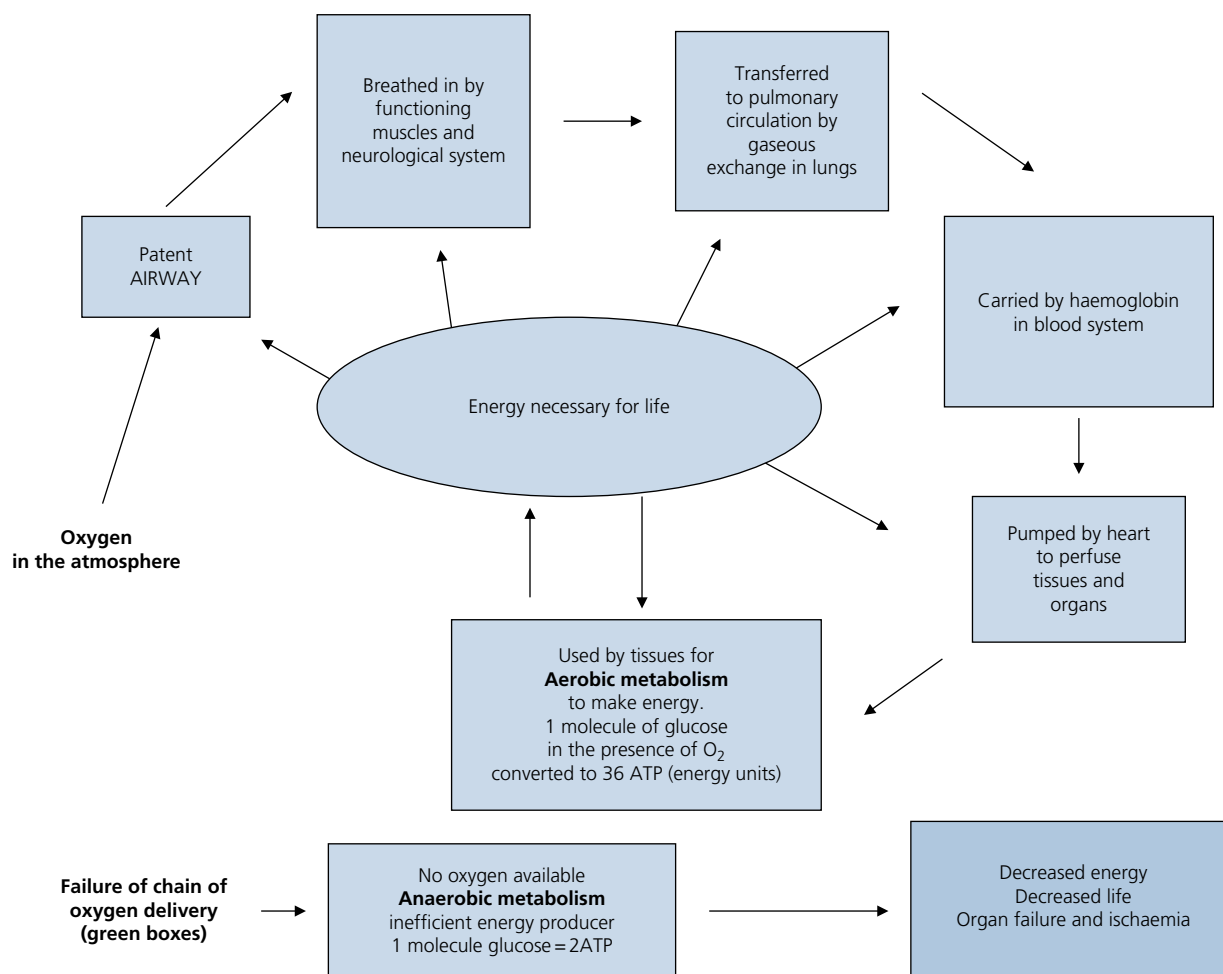 Breathed in by
functioning
muscles and
neurological system
Transferred
to pulmonary
circulation by
gaseous
exchange in lungs
Patent
AIRWAY
Carried by haemoglobin
in blood system
Energy necessary for life
Oxygen
in the atmosphere
Pumped by heart
to perfuse
tissues and
organs
Used by tissues for
Aerobic metabolism
to make energy.
1 molecule of glucose
in the presence of O₂
converted to 36 ATP (energy units)
Failure of chain of
oxygen delivery
(green boxes)
No oxygen available
Anaerobic metabolism
inefficient energy producer
1 molecule glucose = 2ATP
Decreased energy
Decreased life
Organ failure and ischaemia